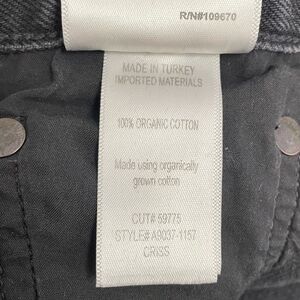 R/N#109670
MADE IN TURKEY
IMPORTED MATERIALS
100% ORGANIC COTTON
Made using organically
grown cotton
CUT# 59775
STYLE# A9037-1157
CRISS